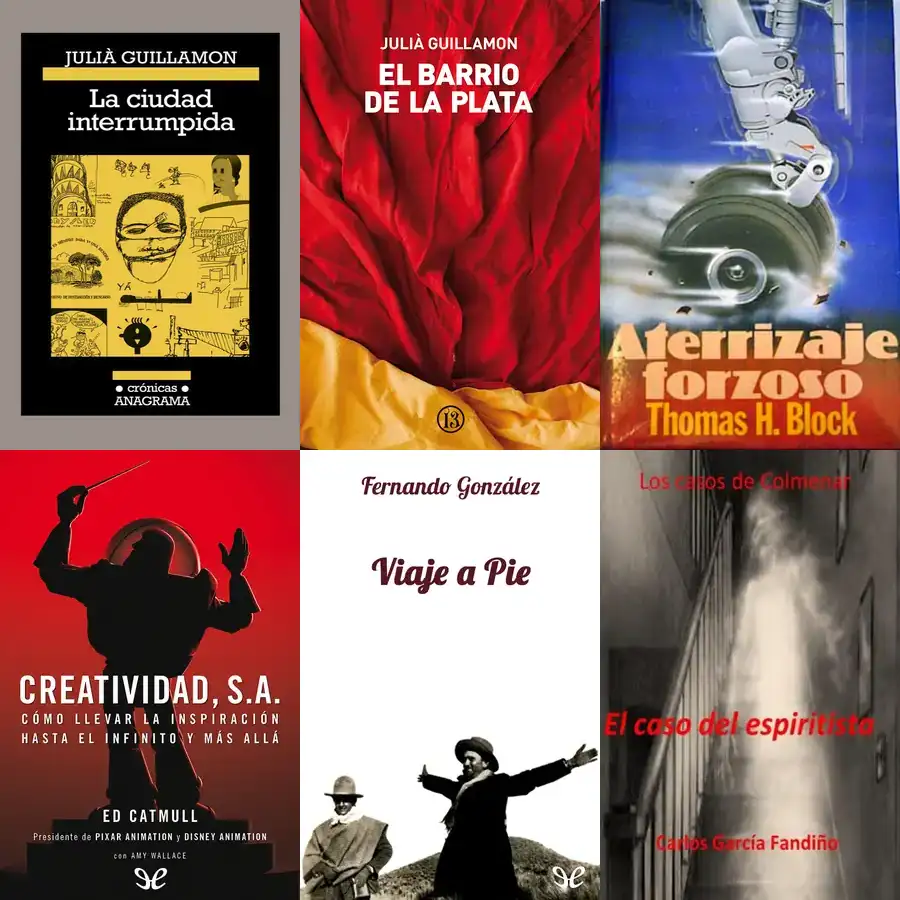 JULIÀ GUILLAMON
La ciudad
interrumpida
YÁ
• crónicas •
ANAGRAMA
JULIÀ GUILLAMON
EL BARRIO
DE LA PLATA
13
Aterrizaje
forzoso
Thomas H. Block
CREATIVIDAD, S.A.
CÓMO LLEVAR LA INSPIRACIÓN
HASTA EL INFINITO Y MÁS ALLÁ
ED CATMULL
Presidente de PIXAR ANIMATION y DISNEY ANIMATION
con AMY WALLACE
Fernando González
Viaje a Pie
Los casos de Colmenar
El caso del espiritista
Carlos García Fandiño